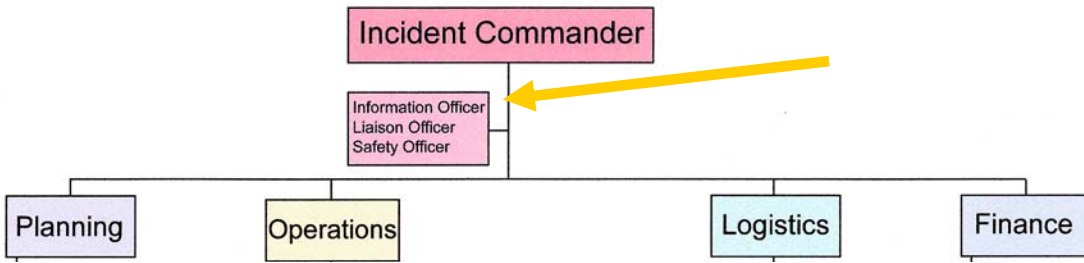 Incident Commander
Information Officer
Liaison Officer
Safety Officer
Planning
Operations
Logistics
Finance